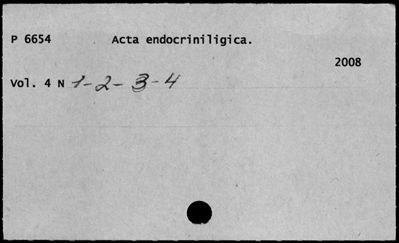 P 6654 Acta endocriniligica.
2008
Vol. 4 N 1-2-3-4